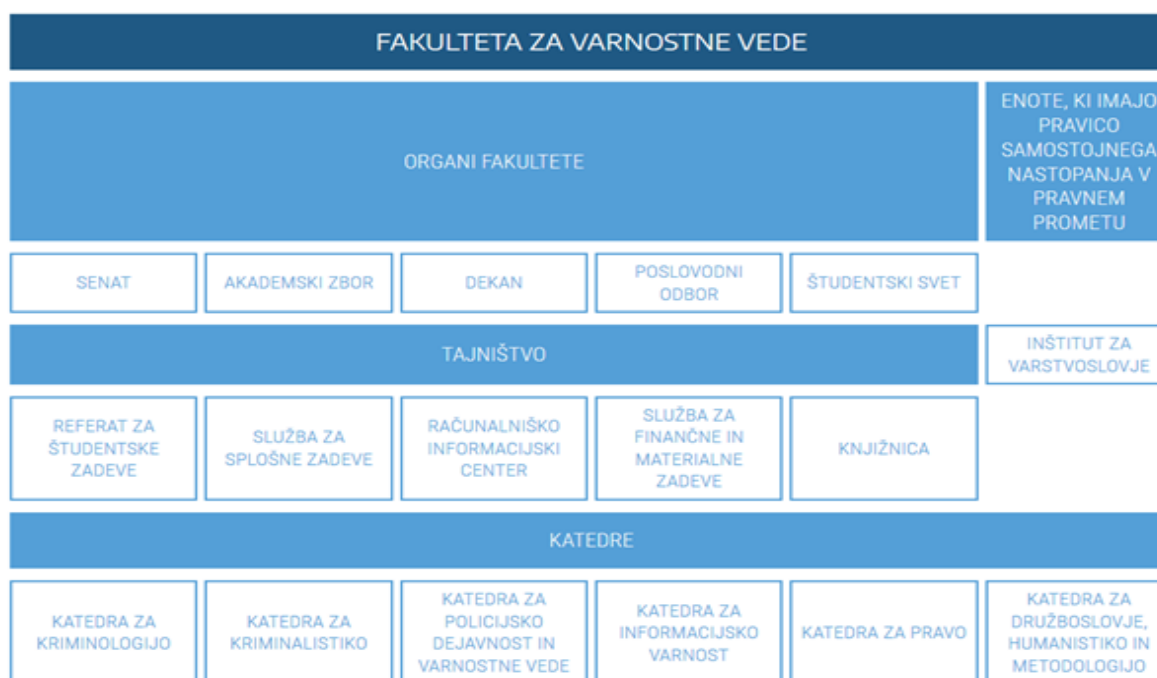 FAKULTETA ZA VARNOSTNE VEDE
ORGANI FAKULTETE
ENOTE, KI IMAJO
PRAVICO
SAMOSTOJNEGA
NASTOPANJA V
PRAVNEM
PROMETU
SENAT
AKADEMSKI ZBOR
DEKAN
POSLOVODNI
ODBOR
ŠTUDENTSKI SVET
TAJNIŠTVO
INŠTITUT ZA
VARSTVOSLOVJE
REFERAT ZA
ŠTUDENTSKE
ZADEVE
SLUŽBA ZA
SPLOŠNE ZADEVE
RAČUNALNIŠKO
INFORMACIJSKI
CENTER
SLUŽBA ZA
FINANČNE IN
MATERIALNE
ZADEVE
KNJIŽNICA
KATEDRE
KATEDRA ZA
KRIMINOLOGIJO
KATEDRA ZA
KRIMINALISTIKO
KATEDRA ZA
POLICIJSKO
DEJAVNOST IN
VARNOSTNE VEDE
KATEDRA ZA
INFORMACIJSKO
VARNOST
KATEDRA ZA PRAVO
KATEDRA ZA
DRUŽBOSLOVJE,
HUMANISTIKO IN
METODOLOGIJO